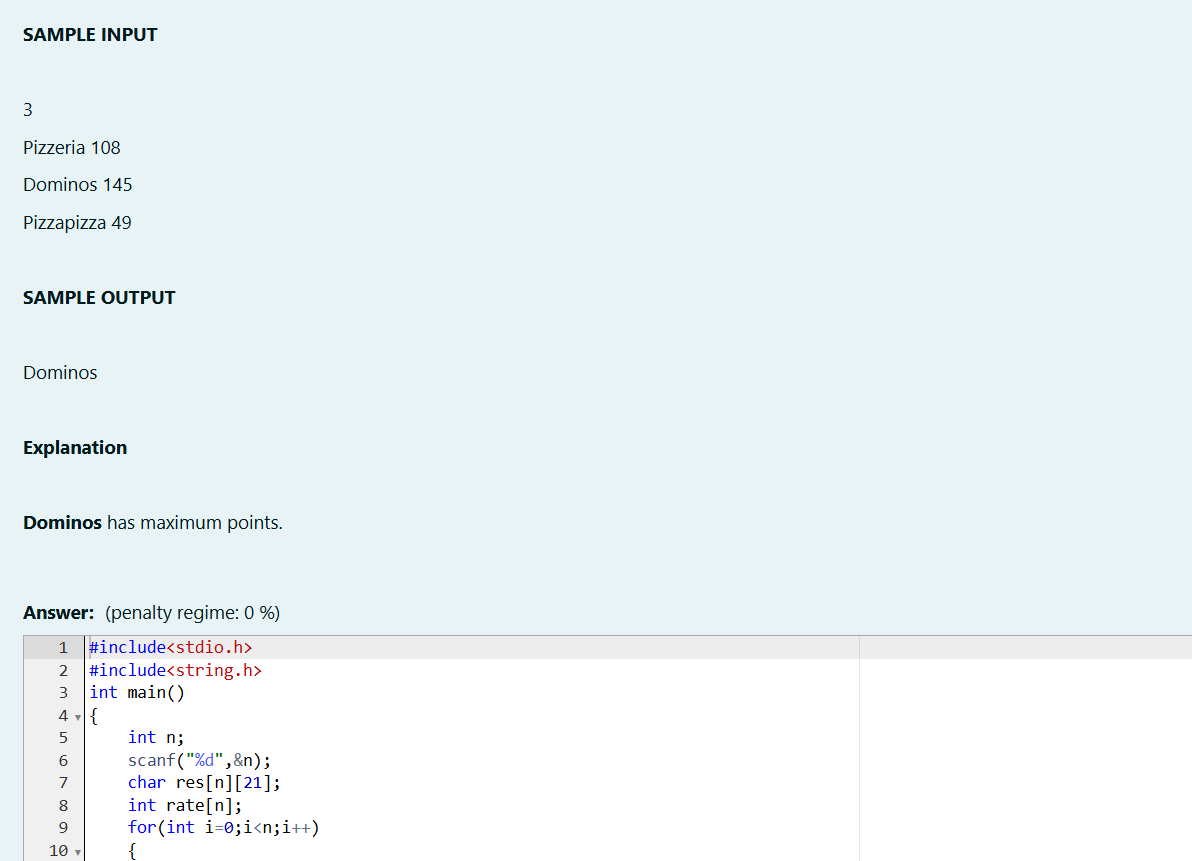 SAMPLE INPUT
3
Pizzeria 108
Dominos 145
Pizzapizza 49
SAMPLE OUTPUT
Dominos
Explanation
Dominos has maximum points.
Answer: (penalty regime: 0 %)
1 #include<stdio.h>
2 #include<string.h>
3 int main()
4 {
5 int n;
6 scanf("%d",&n);
7 char res[n][21];
8 int rate[n];
9 for(int i=0;i<n;i++)
10 {